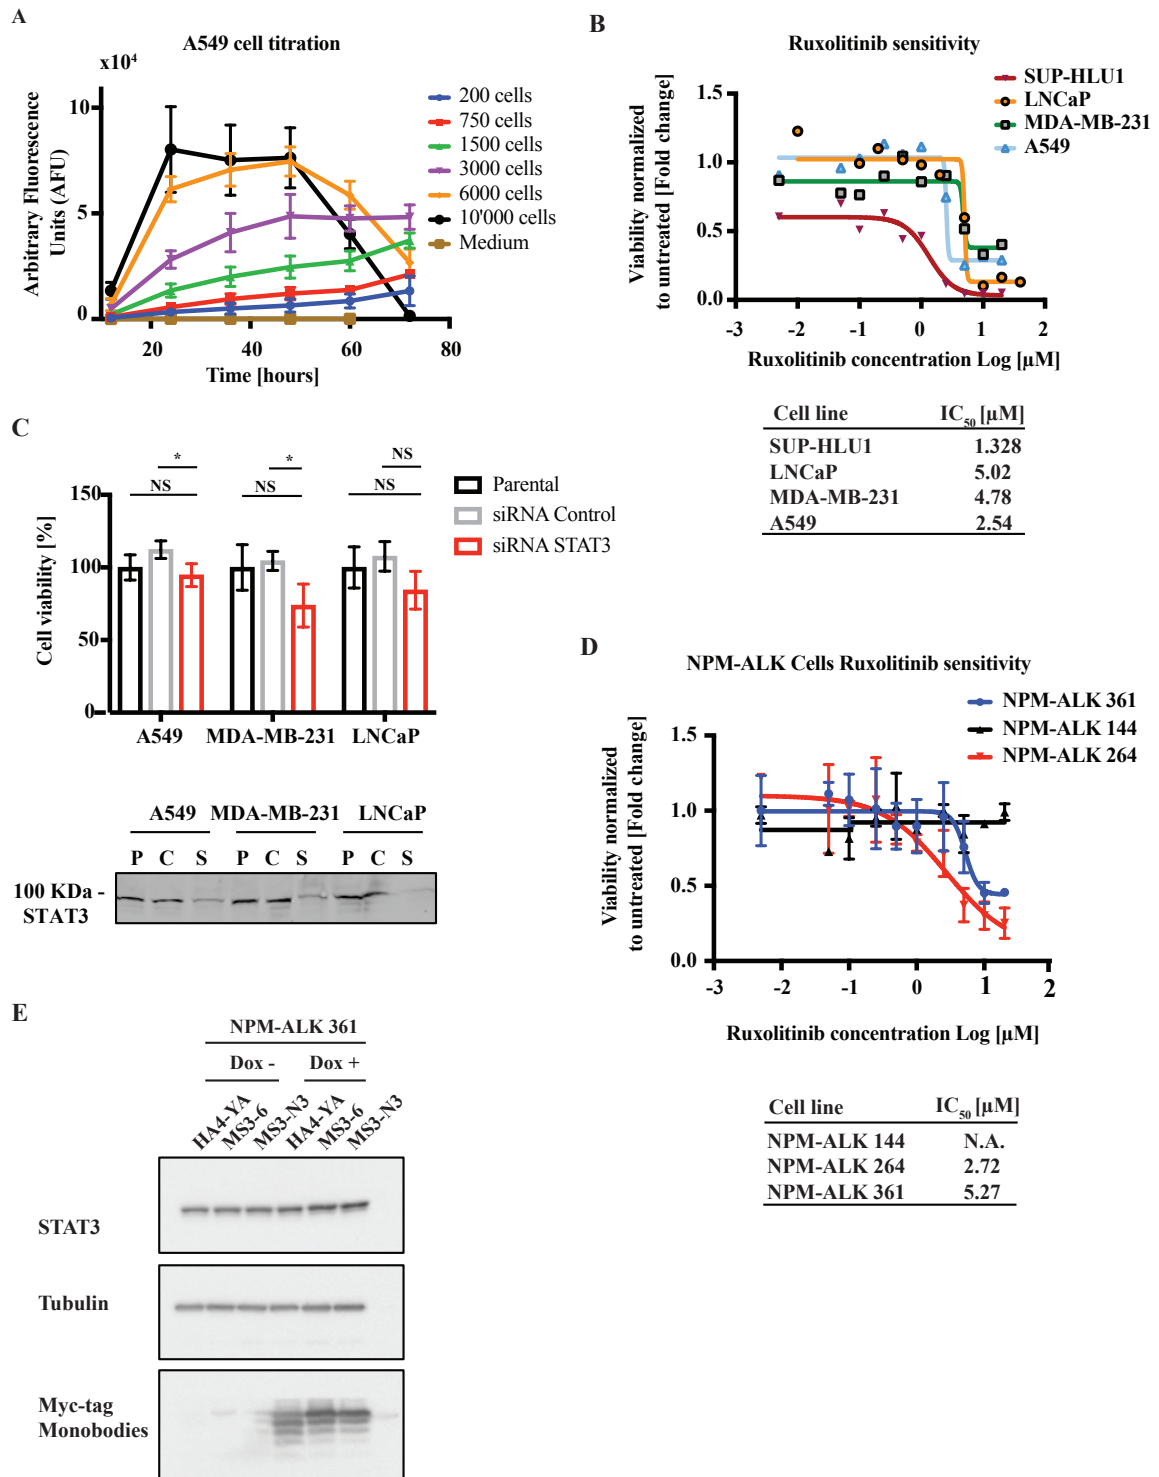 A
A549 cell titration
x10⁴
10
5
0
20
40
60
80
Arbitrary Fluorescence
Units (AFU)
Time [hours]
200 cells
750 cells
1500 cells
3000 cells
6000 cells
10'000 cells
Medium
B
Ruxolitinib sensitivity
SUP-HLU1
LNCaP
MDA-MB-231
A549
1.5
1.0
0.5
0.0
-3
-2
-1
0
1
2
Viability normalized
to untreated [Fold change]
Ruxolitinib concentration Log [µM]
Cell line IC50 [µM]
SUP-HLU1 1.328
LNCaP 5.02
MDA-MB-231 4.78
A549 2.54
C
* * NS
NS NS NS
150
100
50
0
Cell viability [%]
A549 MDA-MB-231 LNCaP
Parental
siRNA Control
siRNA STAT3
A549 MDA-MB-231 LNCaP
P C S P C S P C S
100 KDa -
STAT3
D
NPM-ALK Cells Ruxolitinib sensitivity
NPM-ALK 361
NPM-ALK 144
NPM-ALK 264
1.5
1.0
0.5
0.0
-3
-2
-1
0
1
2
Viability normalized
to untreated [Fold change]
Ruxolitinib concentration Log [µM]
Cell line IC50 [µM]
NPM-ALK 144 N.A.
NPM-ALK 264 2.72
NPM-ALK 361 5.27
E
NPM-ALK 361
Dox - Dox +
HA4-YA
MS3-6
MS3-N3
HA4-YA
MS3-6
MS3-N3
STAT3
Tubulin
Myc-tag
Monobodies